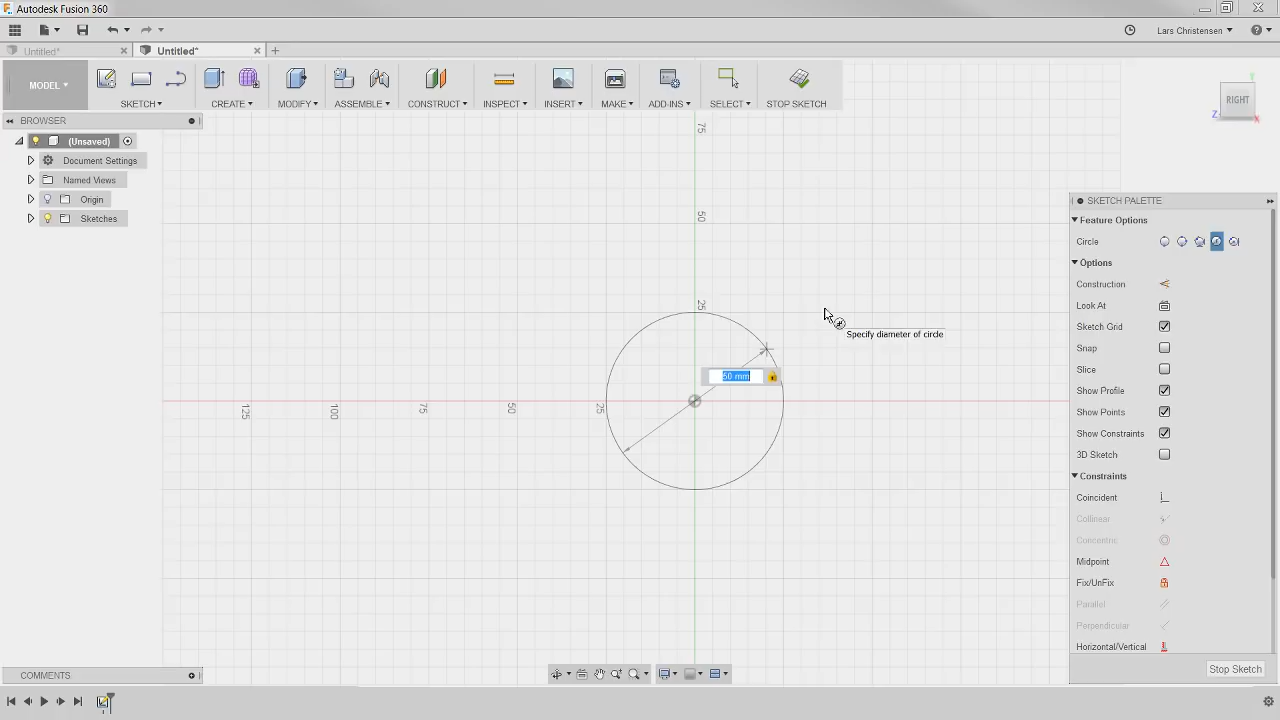 Autodesk Fusion 360
Lars Christensen
Untitled*
Untitled*
MODEL
SKETCH
CREATE
MODIFY
ASSEMBLE
CONSTRUCT
INSPECT
INSERT
MAKE
ADD-INS
SELECT
STOP SKETCH
RIGHT
BROWSER
(Unsaved)
Document Settings
Named Views
Origin
Sketches
75
50
25
125
100
75
50
25
50 mm
Specify diameter of circle
SKETCH PALETTE
Feature Options
Circle
Options
Construction
Look At
Sketch Grid
Snap
Slice
Show Profile
Show Points
Show Constraints
3D Sketch
Constraints
Coincident
Collinear
Concentric
Midpoint
Fix/UnFix
Parallel
Perpendicular
Horizontal/Vertical
Stop Sketch
COMMENTS